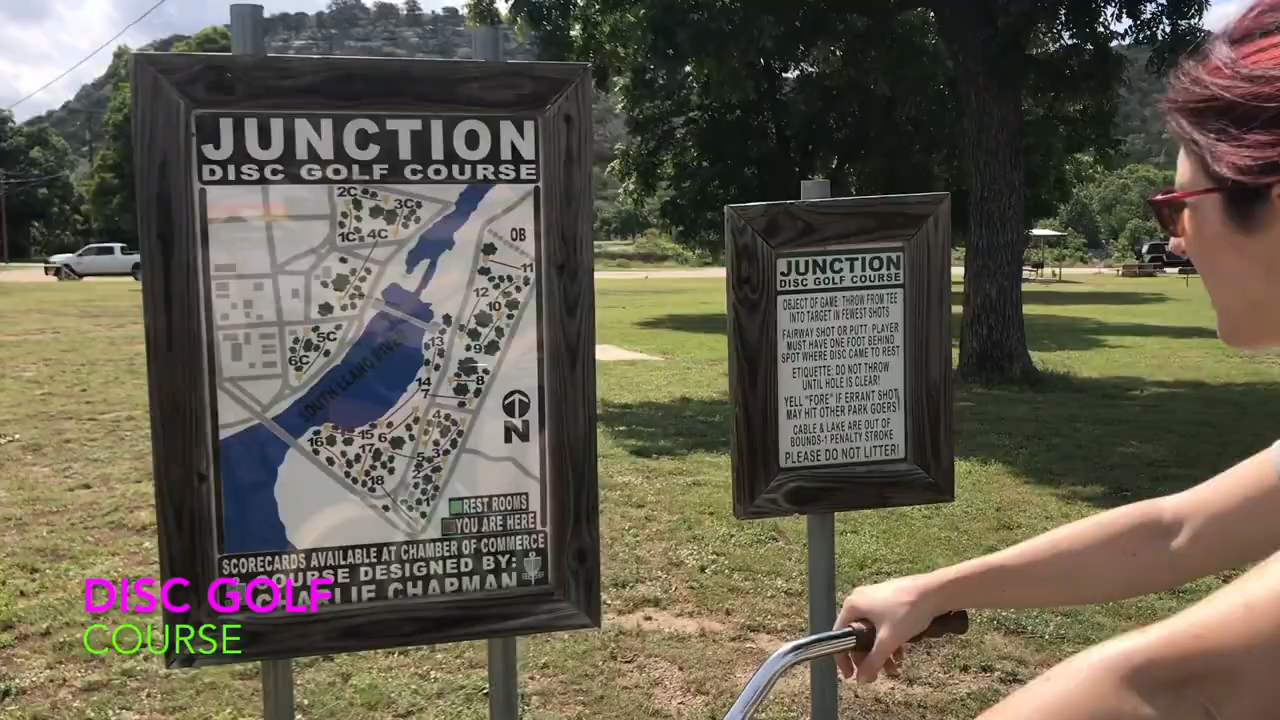 JUNCTION
DISC GOLF COURSE
2C
3C
1C
4C
OB
11
12
10
5C
13
9
6C
SOUTH LLANO RIVER
8
14
7
4
16
15
6
3
17
5
2
18
1
N
REST ROOMS
YOU ARE HERE
SCORECARDS AVAILABLE AT CHAMBER OF COMMERCE
COURSE DESIGNED BY:
CHARLIE CHAPMAN
JUNCTION
DISC GOLF COURSE
OBJECT OF GAME: THROW FROM TEE
INTO TARGET IN FEWEST SHOTS
FAIRWAY SHOT OR PUTT: PLAYER
MUST HAVE ONE FOOT BEHIND
SPOT WHERE DISC CAME TO REST
ETIQUETTE: DO NOT THROW
UNTIL HOLE IS CLEAR!
YELL "FORE" IF ERRANT SHOT
MAY HIT OTHER PARK GOERS
CABLE & LAKE ARE OUT OF
BOUNDS-1 PENALTY STROKE
PLEASE DO NOT LITTER!
DISC GOLF
COURSE